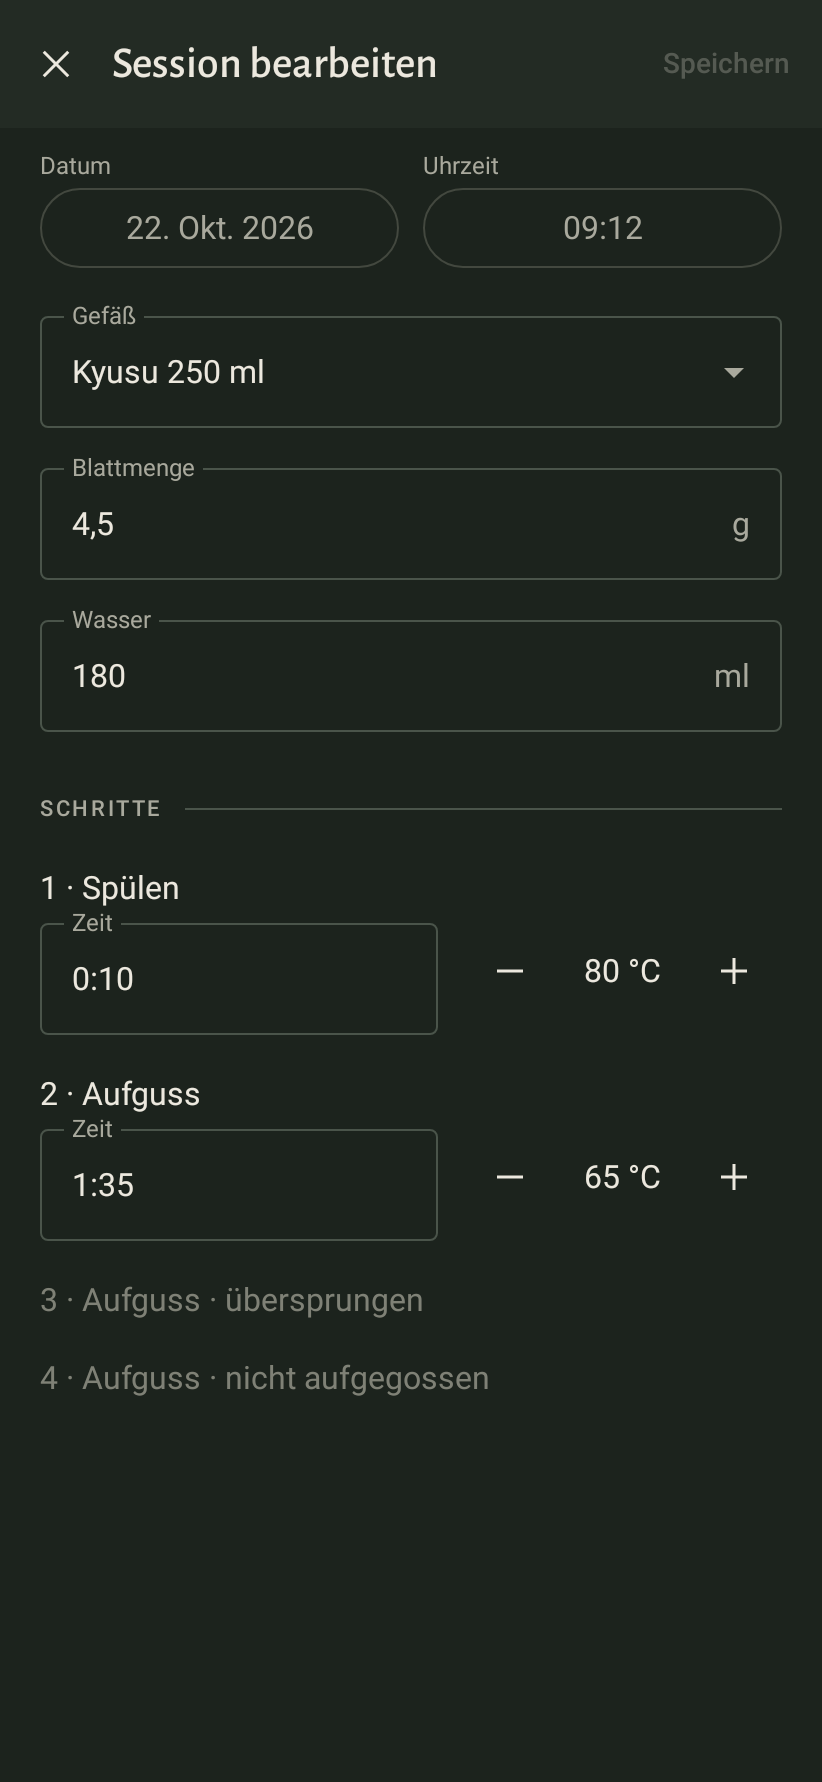 Session bearbeiten
Speichern
Datum
Uhrzeit
22. Okt. 2026
09:12
Gefäß
Kyusu 250 ml
Blattmenge
4,5
g
Wasser
180
ml
SCHRITTE
1 · Spülen
Zeit
0:10
80 °C
2 · Aufguss
Zeit
1:35
65 °C
3 · Aufguss · übersprungen
4 · Aufguss · nicht aufgegossen